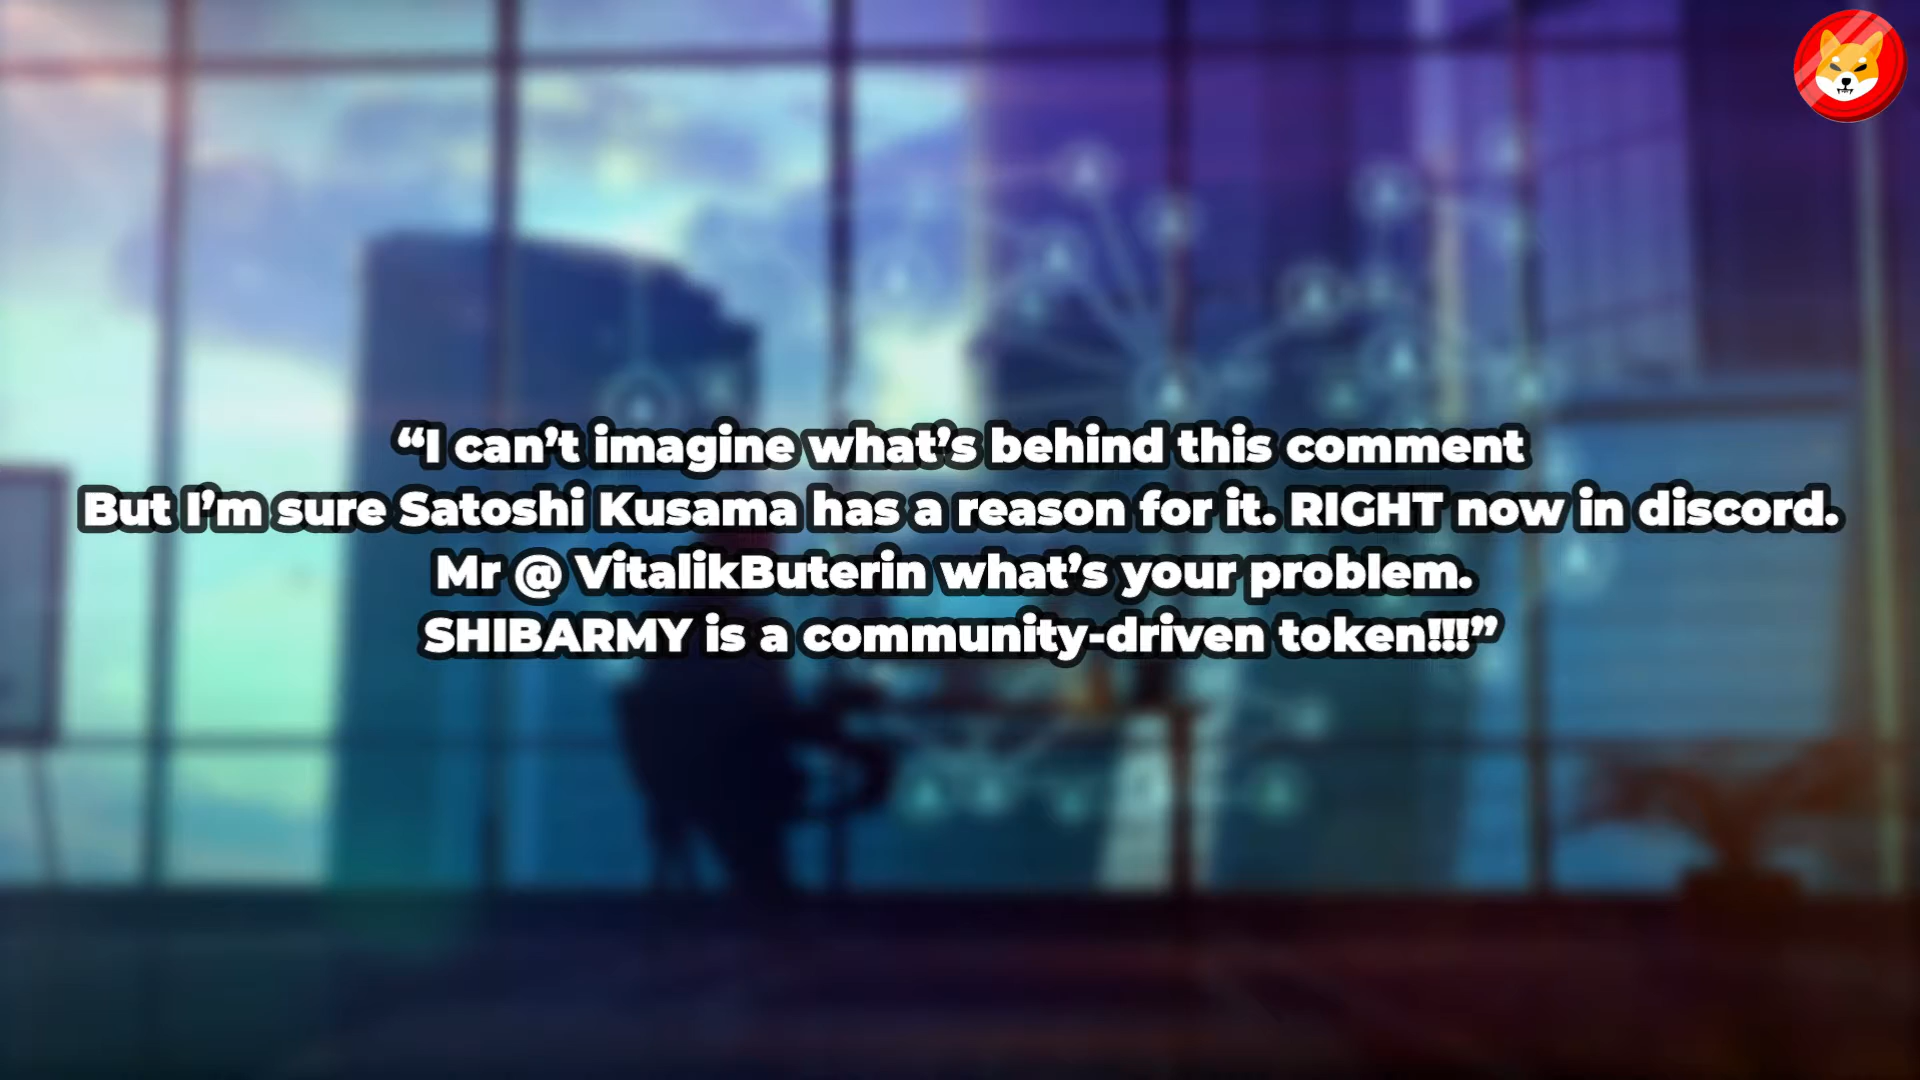 “I can’t imagine what’s behind this comment
But I’m sure Satoshi Kusama has a reason for it. RIGHT now in discord.
Mr @ VitalikButerin what’s your problem.
SHIBARMY is a community-driven token!!!”